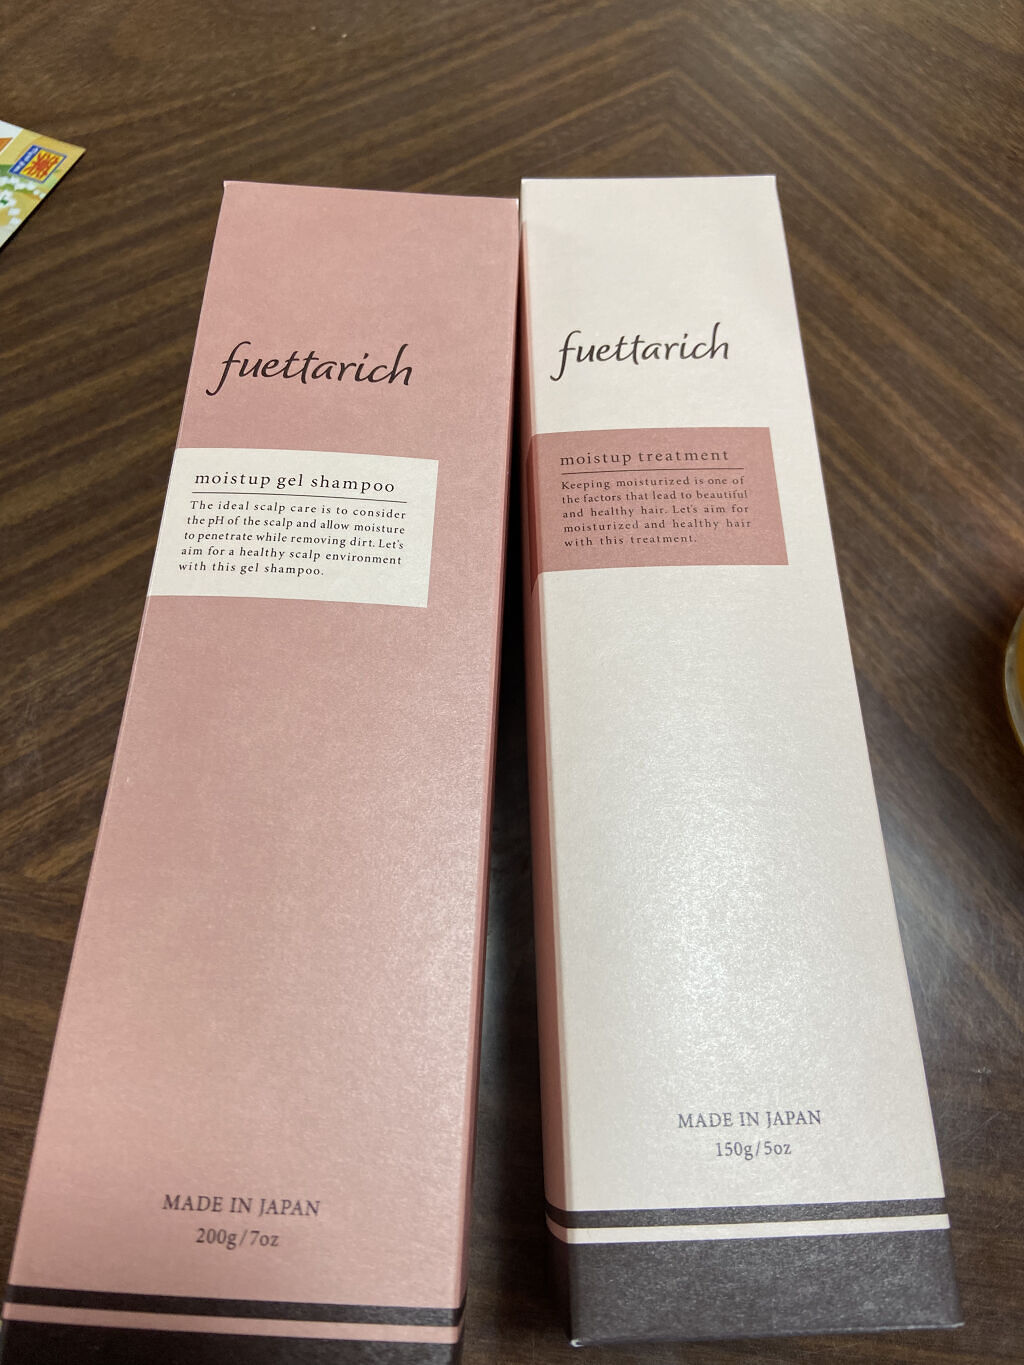 fuettarich
moistup gel shampoo
The ideal scalp care is to consider
the pH of the scalp and allow moisture
to penetrate while removing dirt. Let's
aim for a healthy scalp environment
with this gel shampoo.
MADE IN JAPAN
200g/7oz
fuettarich
moistup treatment
Keeping moisturized is one of
the factors that lead to beautiful
and healthy hair. Let's aim for
moisturized and healthy hair
with this treatment.
MADE IN JAPAN
150g/5oz